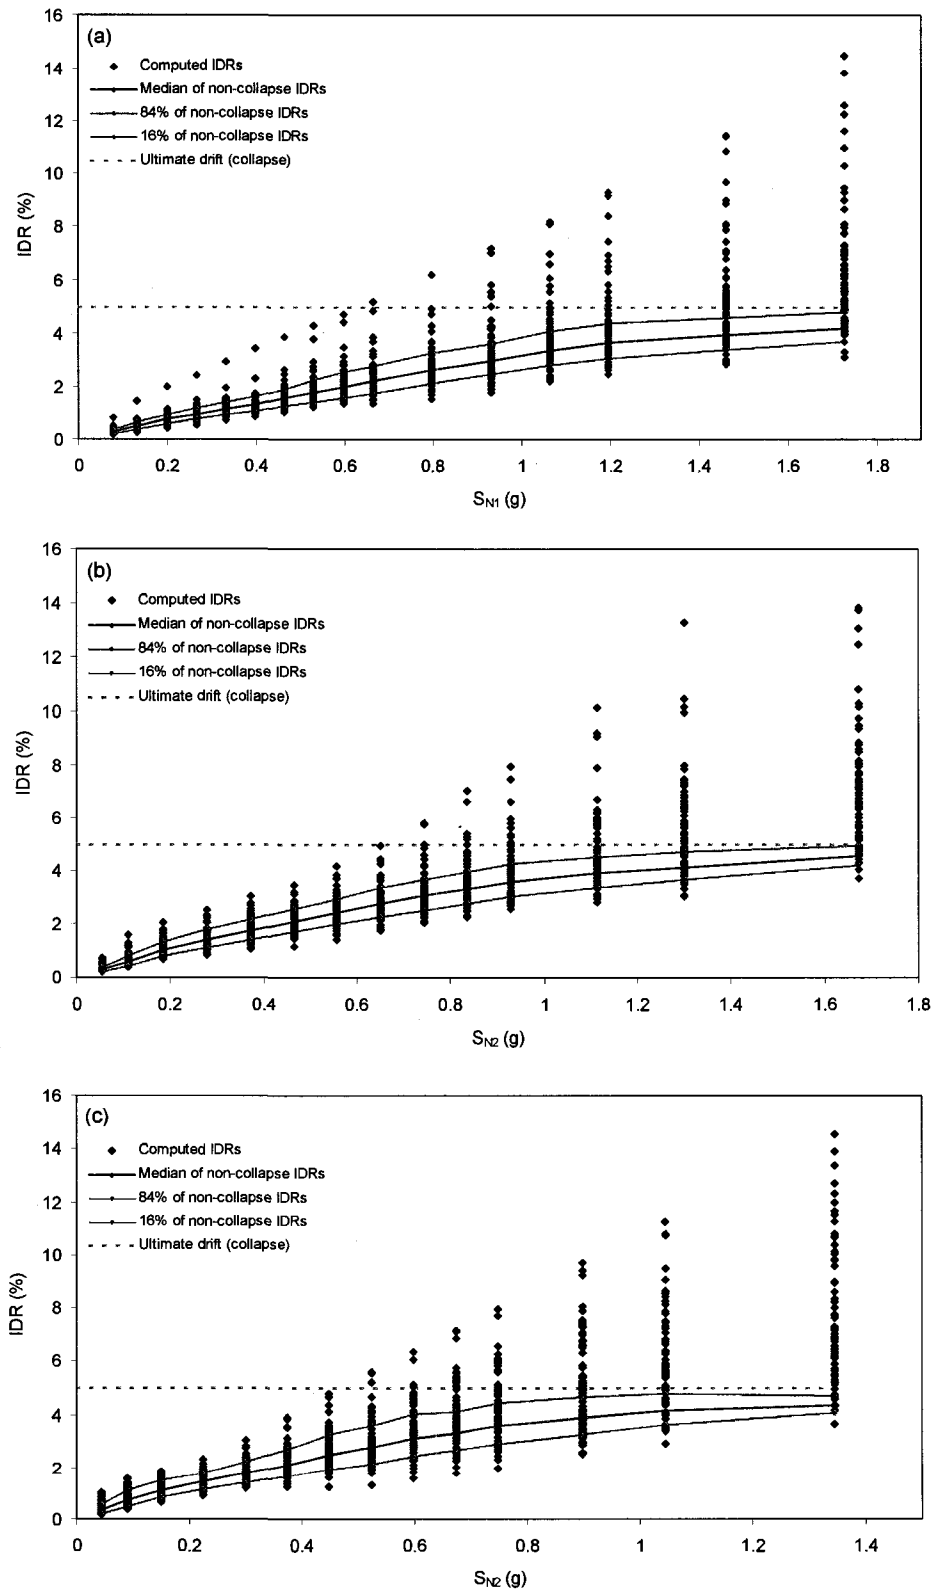 (a)
Computed IDRs
Median of non-collapse IDRs
84% of non-collapse IDRs
16% of non-collapse IDRs
Ultimate drift (collapse)
IDR (%)
16
14
12
10
8
6
4
2
0
0 0.2 0.4 0.6 0.8 1 1.2 1.4 1.6 1.8
S_N1 (g)
(b)
Computed IDRs
Median of non-collapse IDRs
84% of non-collapse IDRs
16% of non-collapse IDRs
Ultimate drift (collapse)
IDR (%)
16
14
12
10
8
6
4
2
0
0 0.2 0.4 0.6 0.8 1 1.2 1.4 1.6 1.8
S_N2 (g)
(c)
Computed IDRs
Median of non-collapse IDRs
84% of non-collapse IDRs
16% of non-collapse IDRs
Ultimate drift (collapse)
IDR (%)
16
14
12
10
8
6
4
2
0
0 0.2 0.4 0.6 0.8 1 1.2 1.4
S_N2 (g)